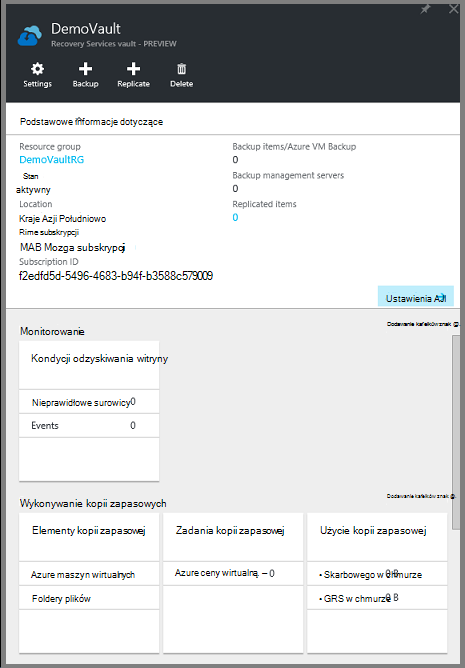 DemoVault
Recovery Services vault - PREVIEW
Settings Backup Replicate Delete
Podstawowe informacje dotyczące
Resource group
DemoVaultRG
Stan
aktywny
Location
Kraje Azji Południowo
Rime subskrypcji
MAB Mozga subskrypcji
Subscription ID
f2edfd5d-5496-4683-b94f-b3588c579009
Backup items/Azure VM Backup
0
Backup management servers
0
Replicated items
0
Ustawienia AJI
Dodawanie kafelków znak @.
Monitorowanie
Kondycji odzyskiwania witryny
Nieprawidłowe surowicy 0
Events 0
Dodawanie kafelków znak @.
Wykonywanie kopii zapasowych
Elementy kopii zapasowej
Azure maszyn wirtualnych
Foldery plików
Zadania kopii zapasowej
Azure ceny wirtualną, – 0
Użycie kopii zapasowej
• Skarbowego w chmurze 0 B
• GRS w chmurze 0 B